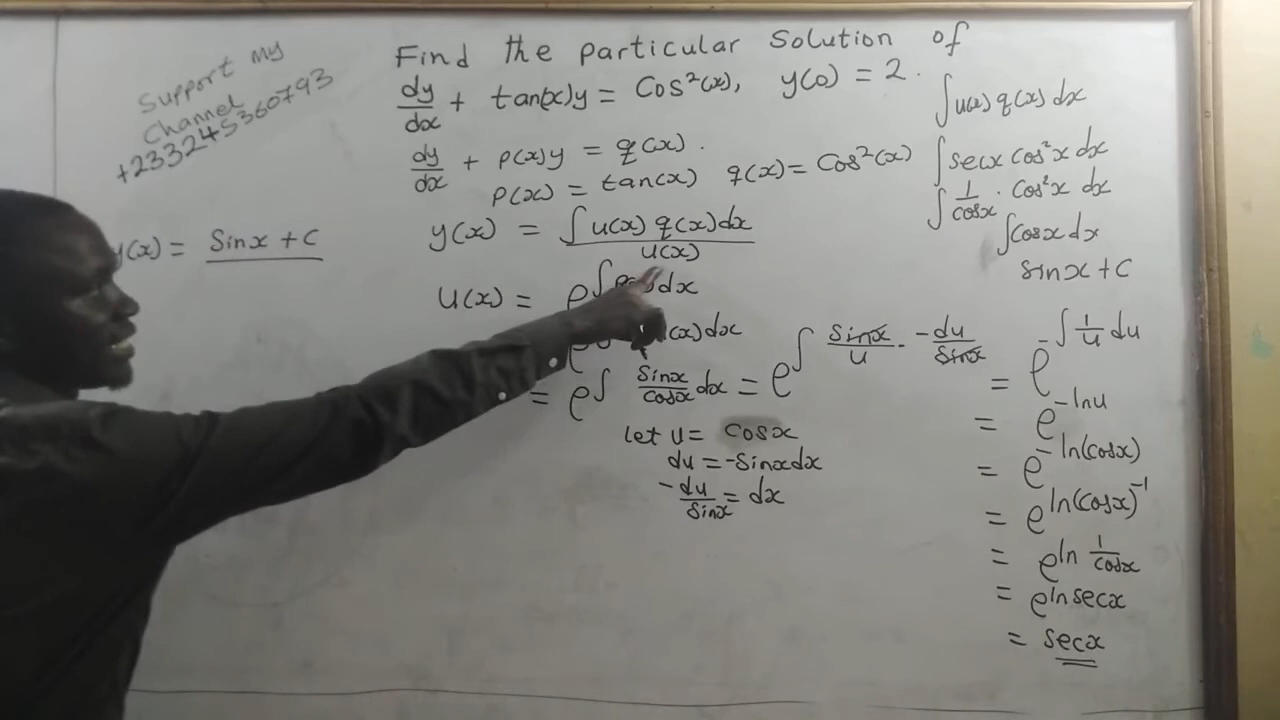 Support my
Channel
+233245360793
Find the particular Solution of
dy/dx + tan(x)y = Cos²(x), y(0) = 2.
dy/dx + p(x)y = q(x).
p(x) = tan(x) q(x) = Cos²(x)
y(x) = ∫u(x) q(x)dx / u(x)
u(x) = e^∫ dx
(x)dx
= e^∫ sinx/cosx dx = e^∫ sinx/u . -du/sinx
let u = cosx
du = -sinxdx
-du/sinx = dx
y(x) = Sinx + C
∫u(x) q(x) dx
∫secx cos²x dx
∫ 1/cosx . cos²x dx
∫cosx dx
sinx + C
= e^-∫ 1/u du
= e^-lnu
= e^-ln(cosx)
= e^ln(cosx)^-1
= e^ln 1/cosx
= e^lnsecx
= secx